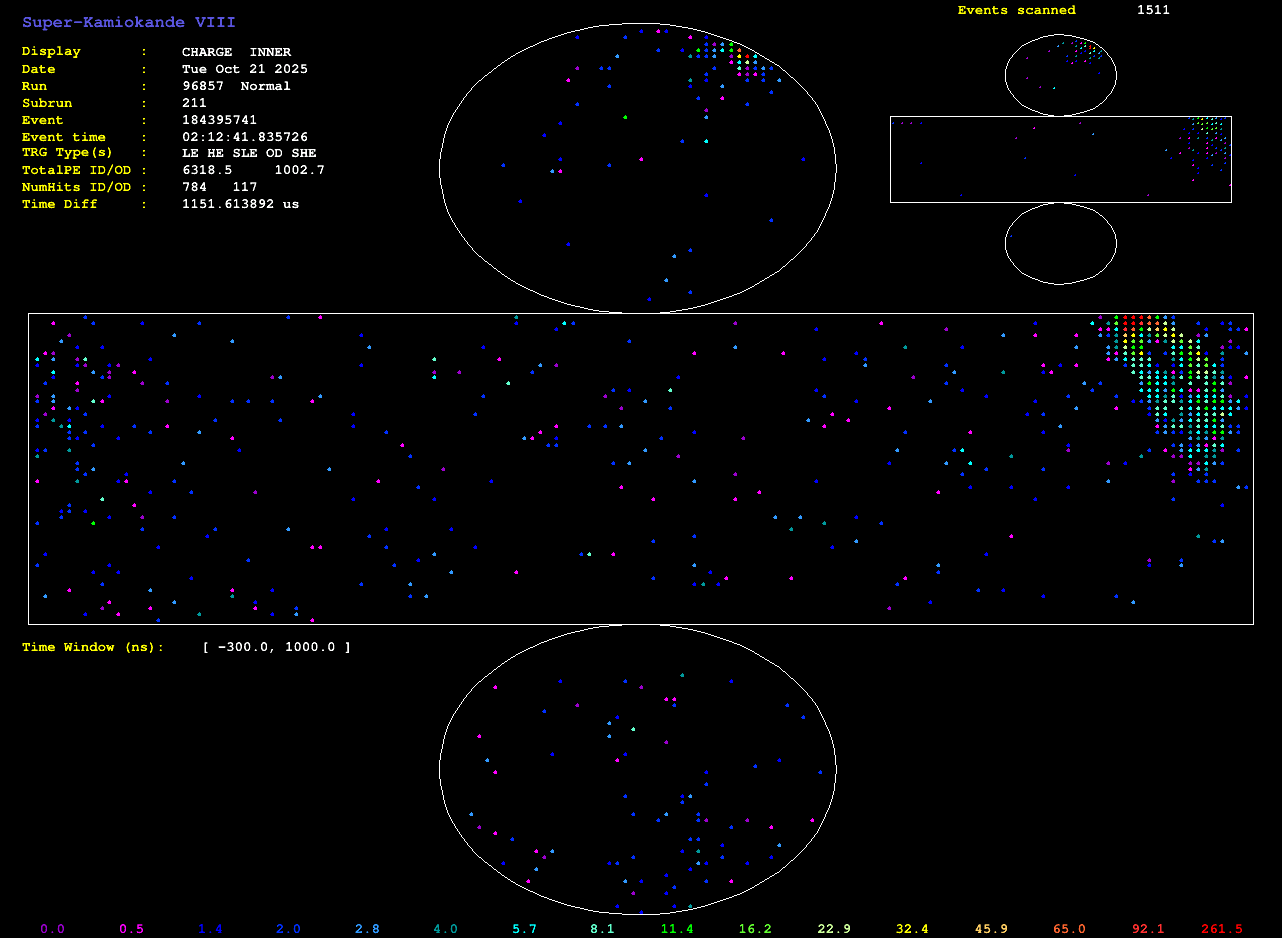 Super-Kamiokande VIII
Events scanned 1511
Display : CHARGE INNER
Date : Tue Oct 21 2025
Run : 96857 Normal
Subrun : 211
Event : 184395741
Event time : 02:12:41.835726
TRG Type(s) : LE HE SLE OD SHE
TotalPE ID/OD : 6318.5 1002.7
NumHits ID/OD : 784 117
Time Diff : 1151.613892 us
Time Window (ns): [ -300.0, 1000.0 ]
0.0 0.5 1.4 2.0 2.8 4.0 5.7 8.1 11.4 16.2 22.9 32.4 45.9 65.0 92.1 261.5